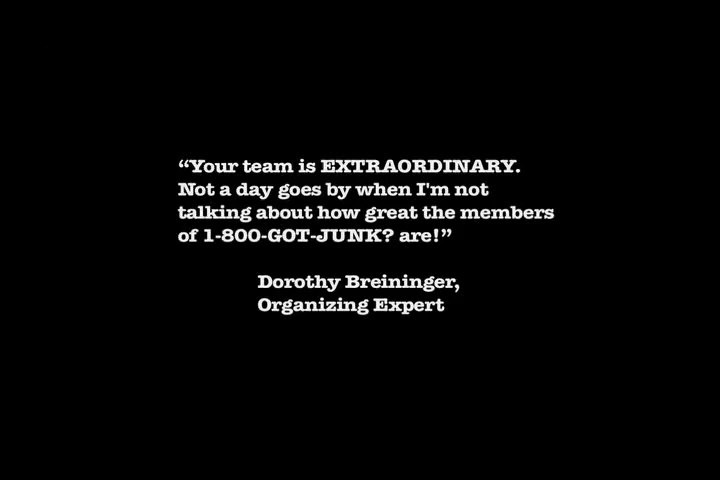 “Your team is EXTRAORDINARY.
Not a day goes by when I'm not
talking about how great the members
of 1-800-GOT-JUNK? are!”
Dorothy Breininger,
Organizing Expert